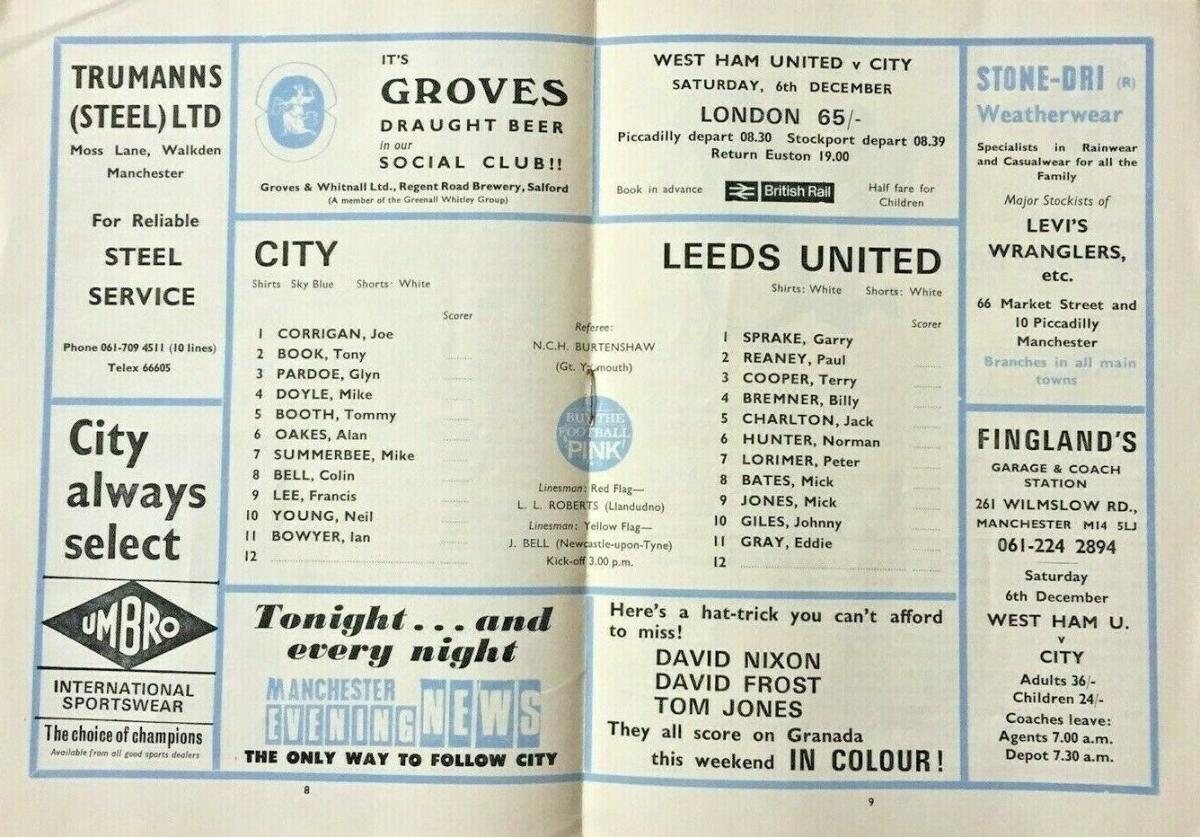 TRUMANNS
(STEEL) LTD
Moss Lane, Walkden
Manchester
For Reliable
STEEL
SERVICE
Phone 061-709 4511 (10 lines)
Telex 66605
City
always
select
UMBRO
INTERNATIONAL
SPORTSWEAR
The choice of champions
Available from all good sports dealers
IT'S
GROVES
DRAUGHT BEER
in our
SOCIAL CLUB!!
Groves & Whitnall Ltd., Regent Road Brewery, Salford
(A member of the Greenall Whitley Group)
CITY
Shirts Sky Blue Shorts: White
Scorer
1 CORRIGAN, Joe
2 BOOK, Tony
3 PARDOE, Glyn
4 DOYLE, Mike
5 BOOTH, Tommy
6 OAKES, Alan
7 SUMMERBEE, Mike
8 BELL, Colin
9 LEE, Francis
10 YOUNG, Neil
11 BOWYER, Ian
12
Referee:
N.C.H. BURTENSHAW
(Gt. Yarmouth)
BUY THE
FOOTBALL
PINK
Linesman: Red Flag—
L. L. ROBERTS (Llandudno)
Linesman: Yellow Flag—
J. BELL (Newcastle-upon-Tyne)
Kick-off 3.00 p.m.
Tonight... and
every night
MANCHESTER
EVENING NEWS
THE ONLY WAY TO FOLLOW CITY
8
WEST HAM UNITED v CITY
SATURDAY, 6th DECEMBER
LONDON 65/-
Piccadilly depart 08.30 Stockport depart 08.39
Return Euston 19.00
Book in advance
British Rail
Half fare for
Children
LEEDS UNITED
Shirts: White Shorts: White
Scorer
1 SPRAKE, Garry
2 REANEY, Paul
3 COOPER, Terry
4 BREMNER, Billy
5 CHARLTON, Jack
6 HUNTER, Norman
7 LORIMER, Peter
8 BATES, Mick
9 JONES, Mick
10 GILES, Johnny
11 GRAY, Eddie
12
Here's a hat-trick you can't afford
to miss!
DAVID NIXON
DAVID FROST
TOM JONES
They all score on Granada
this weekend IN COLOUR!
STONE-DRI (R)
Weatherwear
Specialists in Rainwear
and Casualwear for all the
Family
Major Stockists of
LEVI'S
WRANGLERS,
etc.
66 Market Street and
10 Piccadilly
Manchester
Branches in all main
towns
FINGLAND'S
GARAGE & COACH
STATION
261 WILMSLOW RD.,
MANCHESTER M14 5LJ
061-224 2894
Saturday
6th December
WEST HAM U.
v
CITY
Adults 36/-
Children 24/-
Coaches leave:
Agents 7.00 a.m.
Depot 7.30 a.m.
9